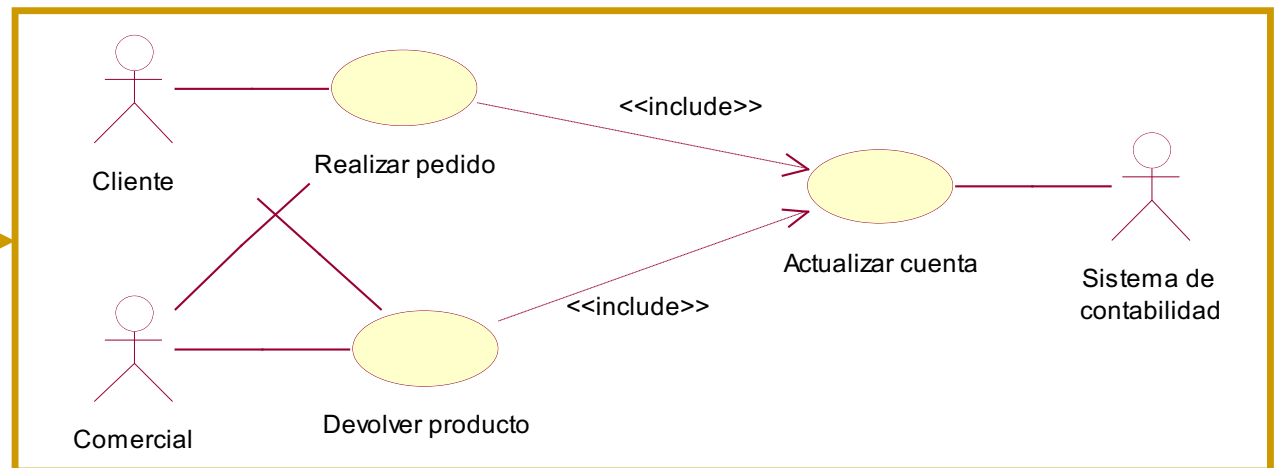 <<include>>
Realizar pedido
Cliente
Actualizar cuenta
Sistema de
contabilidad
<<include>>
Devolver producto
Comercial